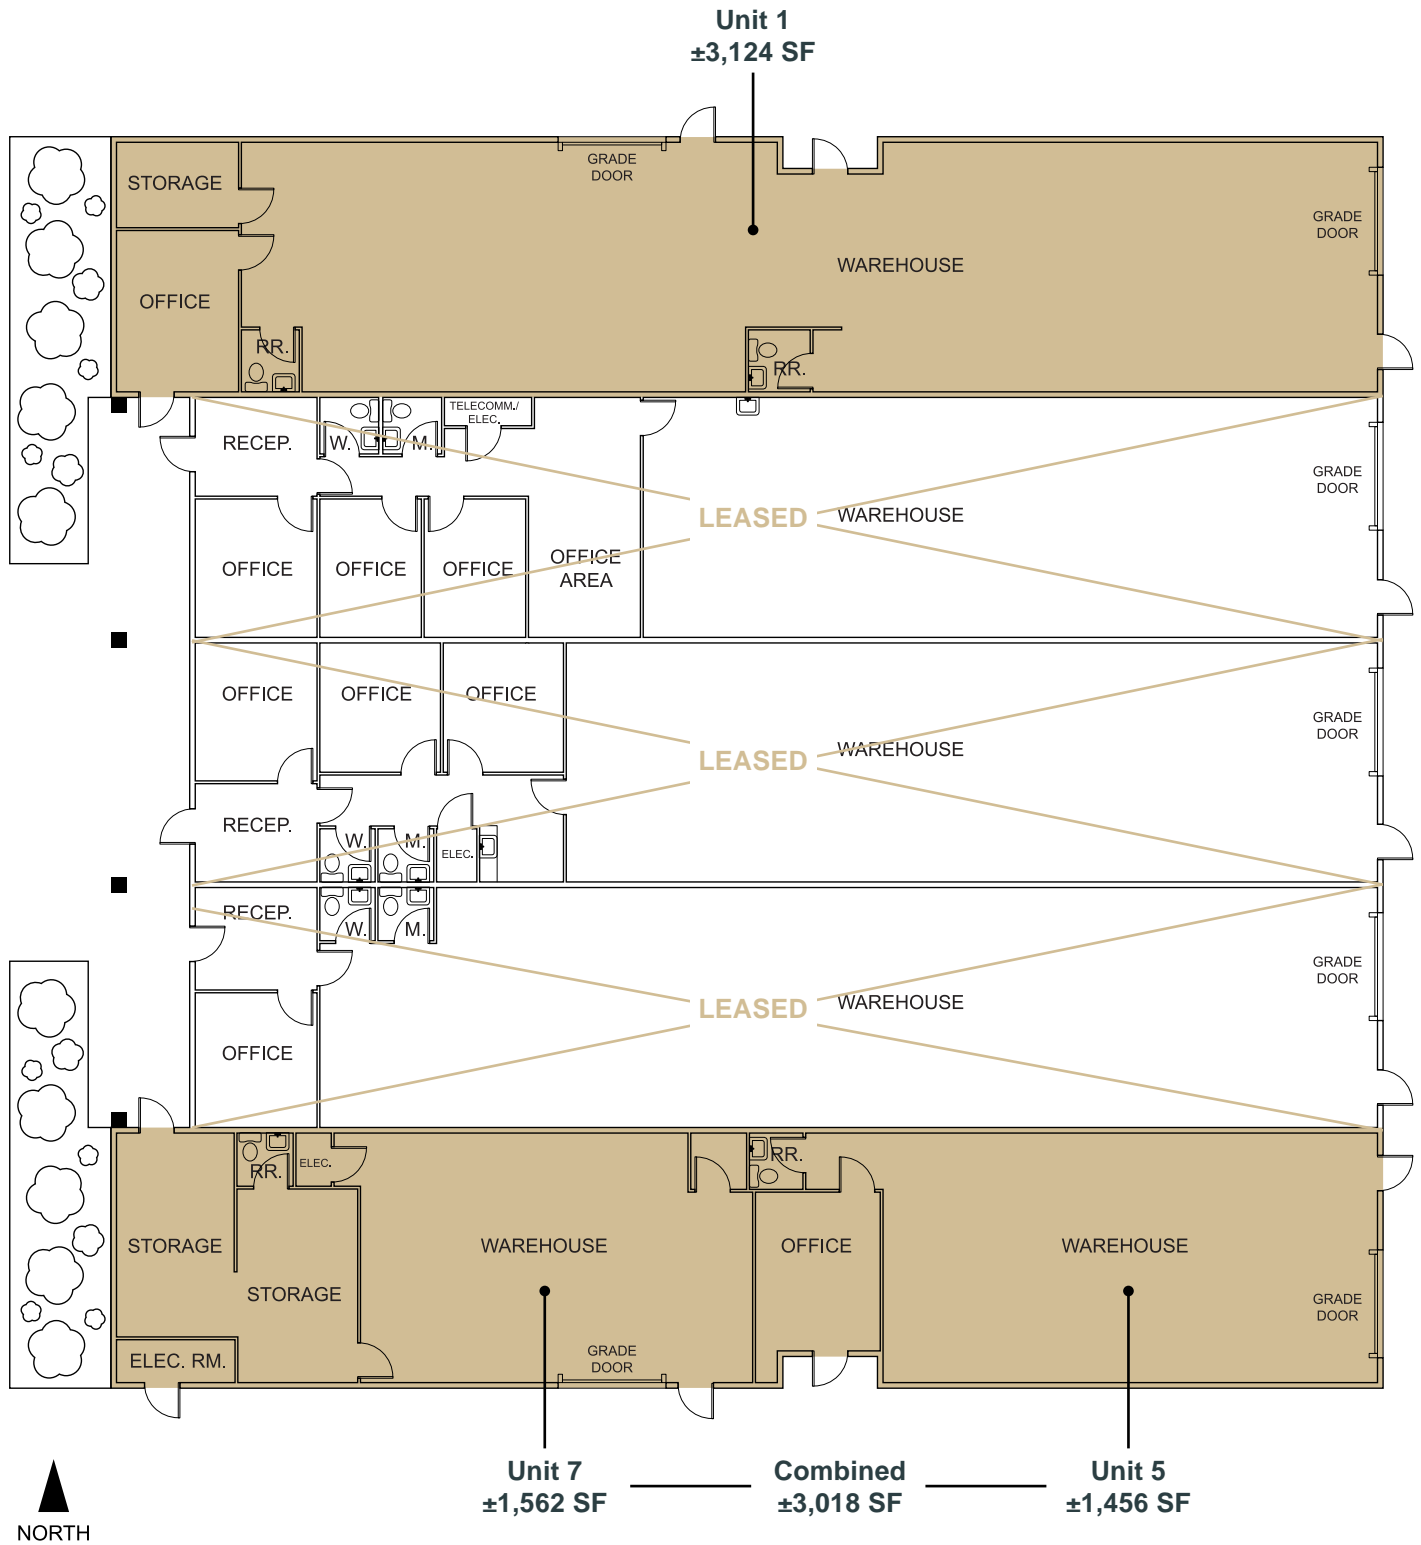 Unit 1
±3,124 SF
GRADE
DOOR
STORAGE
GRADE
DOOR
WAREHOUSE
OFFICE
RR.
RR.
TELECOMM./
ELEC.
RECEP.
W.
M.
GRADE
DOOR
LEASED
WAREHOUSE
OFFICE
OFFICE
OFFICE
OFFICE
AREA
OFFICE
OFFICE
OFFICE
GRADE
DOOR
WAREHOUSE
LEASED
RECEP.
W.
M.
ELEC.
RECEP.
W.
M.
GRADE
DOOR
LEASED
WAREHOUSE
OFFICE
RR.
ELEC.
RR.
STORAGE
WAREHOUSE
OFFICE
WAREHOUSE
STORAGE
GRADE
DOOR
ELEC. RM.
GRADE
DOOR
Unit 7
±1,562 SF
Combined
±3,018 SF
Unit 5
±1,456 SF
NORTH